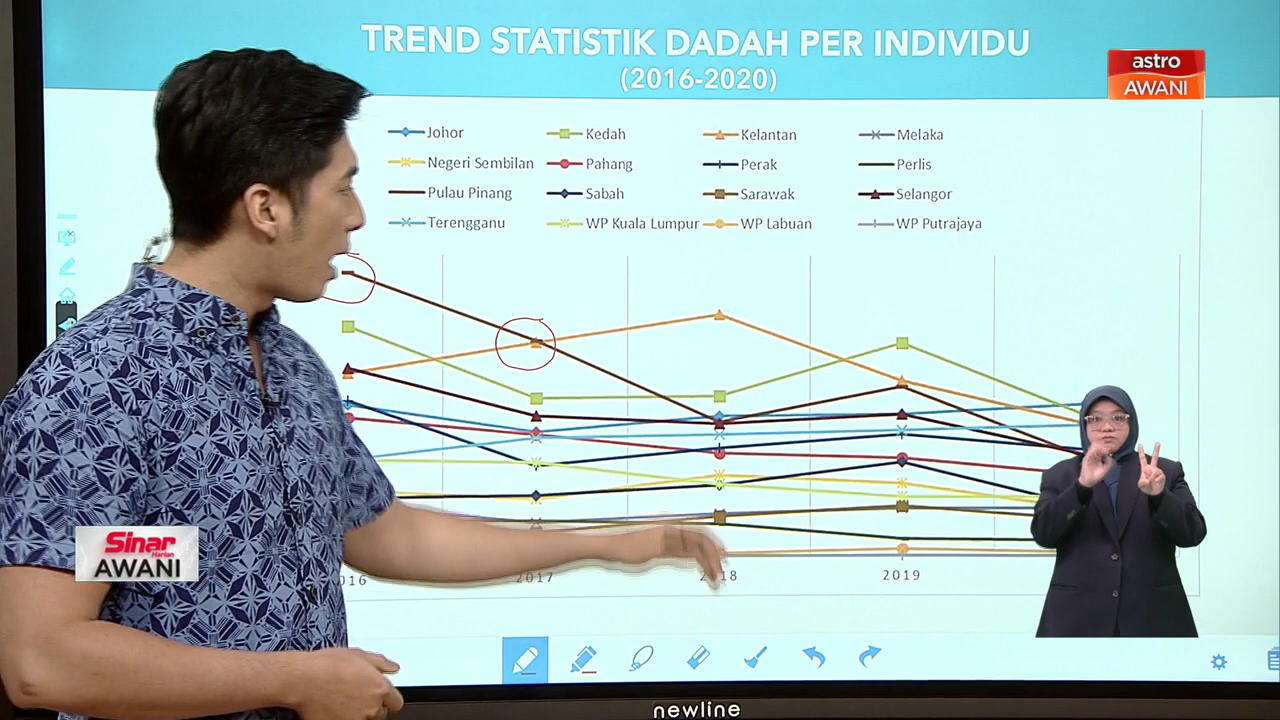 TREND STATISTIK DADAH PER INDIVIDU
(2016-2020)
astro
AWANI
Johor Kedah Kelantan Melaka
Negeri Sembilan Pahang Perak Perlis
Pulau Pinang Sabah Sarawak Selangor
Terengganu WP Kuala Lumpur WP Labuan WP Putrajaya
Sinar
Harian
AWANI
2017 2019
newline